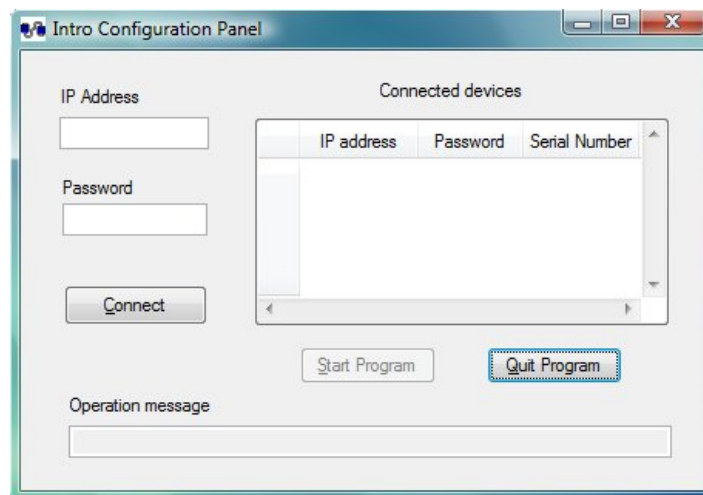 Intro Configuration Panel
IP Address
Connected devices
IP address Password Serial Number
Password
Connect
Start Program Quit Program
Operation message